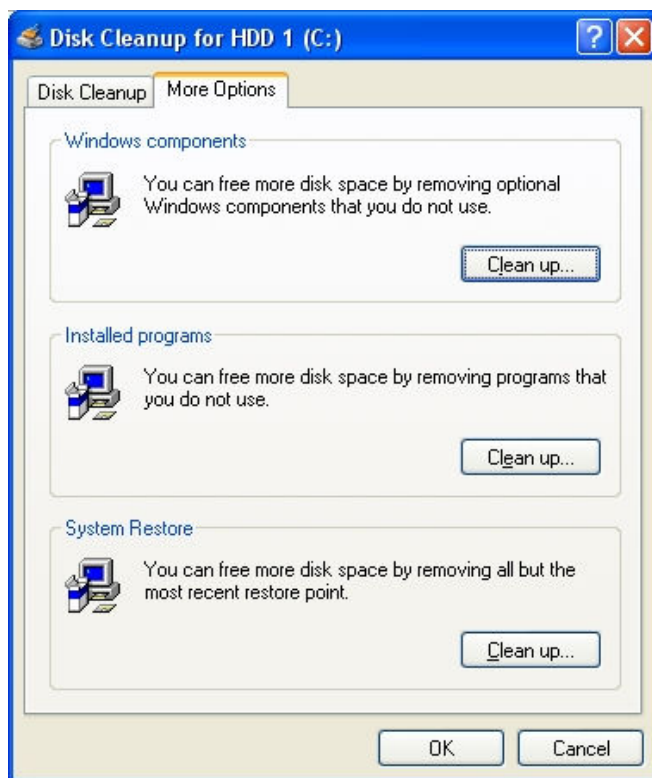 Disk Cleanup for HDD 1 (C:)
Disk Cleanup More Options
Windows components
You can free more disk space by removing optional
Windows components that you do not use.
Clean up...
Installed programs
You can free more disk space by removing programs that
you do not use.
Clean up...
System Restore
You can free more disk space by removing all but the
most recent restore point.
Clean up...
OK Cancel